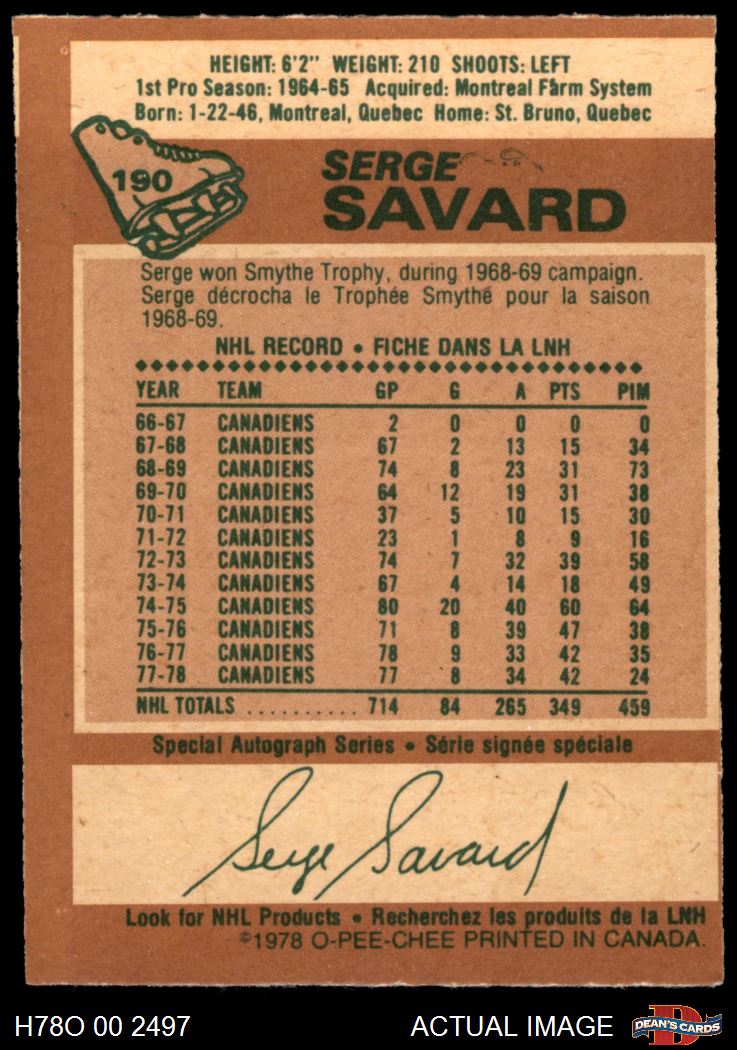 HEIGHT: 6'2" WEIGHT: 210 SHOOTS: LEFT
1st Pro Season: 1964-65 Acquired: Montreal Farm System
Born: 1-22-46, Montreal, Quebec Home: St. Bruno, Quebec
190
SERGE
SAVARD
Serge won Smythe Trophy, during 1968-69 campaign.
Serge décrocha le Trophée Smythe pour la saison
1968-69.
NHL RECORD • FICHE DANS LA LNH
YEAR TEAM GP G A PTS PIM
66-67 CANADIENS 2 0 0 0 0
67-68 CANADIENS 67 2 13 15 34
68-69 CANADIENS 74 8 23 31 73
69-70 CANADIENS 64 12 19 31 38
70-71 CANADIENS 37 5 10 15 30
71-72 CANADIENS 23 1 8 9 16
72-73 CANADIENS 74 7 32 39 58
73-74 CANADIENS 67 4 14 18 49
74-75 CANADIENS 80 20 40 60 64
75-76 CANADIENS 71 8 39 47 38
76-77 CANADIENS 78 9 33 42 35
77-78 CANADIENS 77 8 34 42 24
NHL TOTALS .......... 714 84 265 349 459
Special Autograph Series • Série signée spéciale
Serge Savard
Look for NHL Products • Recherchez les produits de la LNH
©1978 O-PEE-CHEE PRINTED IN CANADA.
H78O 00 2497 ACTUAL IMAGE DEAN'S CARDS